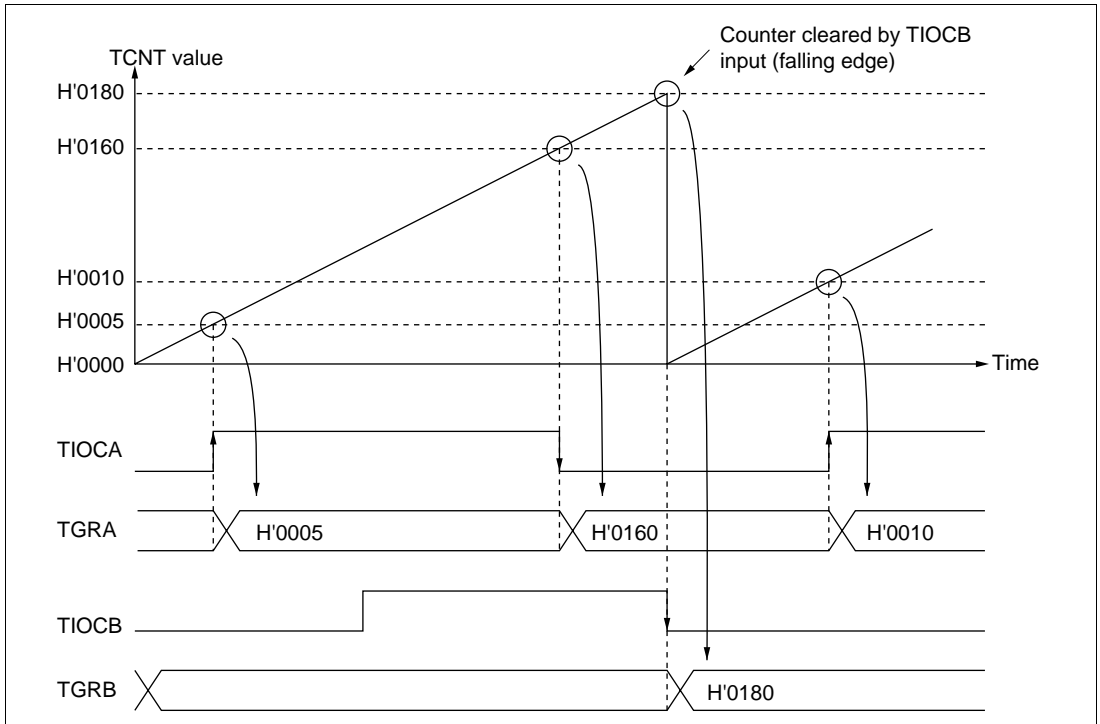 Counter cleared by TIOCB
input (falling edge)
TCNT value
H'0180
H'0160
H'0010
H'0005
H'0000
Time
TIOCA
TGRA
H'0005
H'0160
H'0010
TIOCB
TGRB
H'0180